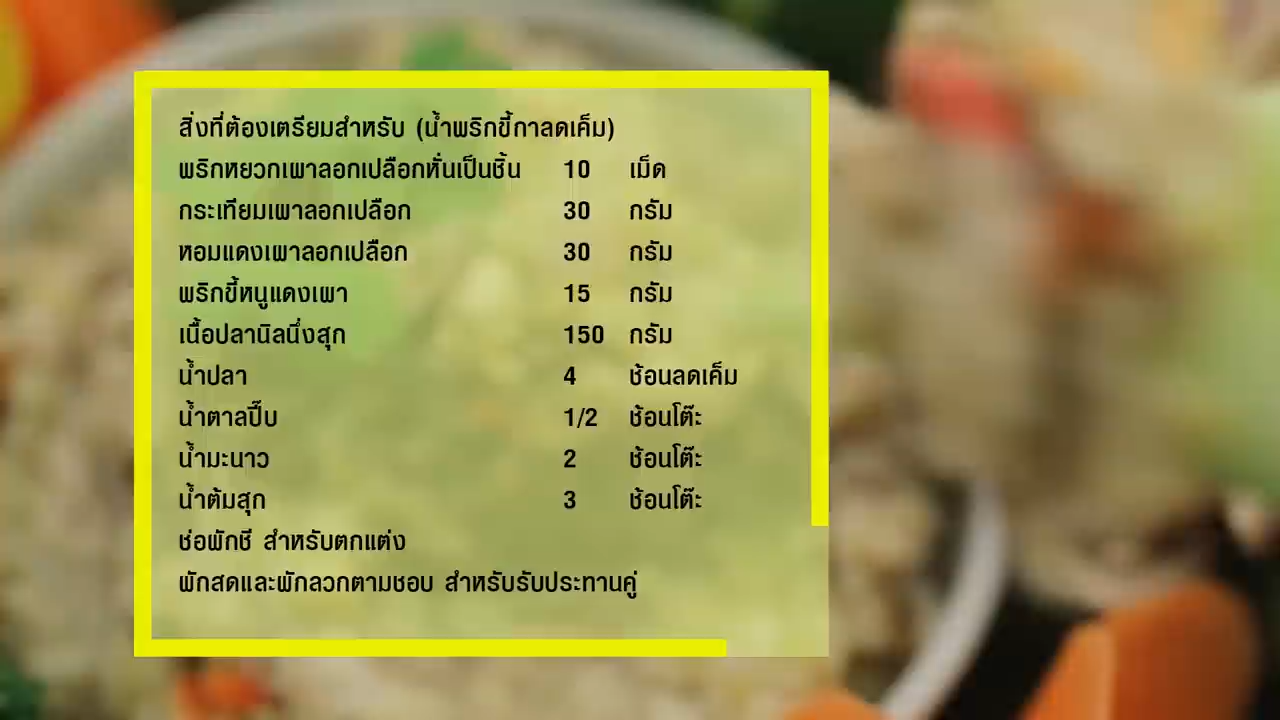 สิ่งที่ต้องเตรียมสำหรับ (น้ำพริกขี้กาลดเค็ม)
พริกหยวกเผาลอกเปลือกหั่นเป็นชิ้น 10 เม็ด
กระเทียมเผาลอกเปลือก 30 กรัม
หอมแดงเผาลอกเปลือก 30 กรัม
พริกขี้หนูแดงเผา 15 กรัม
เนื้อปลานิลนึ่งสุก 150 กรัม
น้ำปลา 4 ช้อนลดเค็ม
น้ำตาลปี๊บ 1/2 ช้อนโต๊ะ
น้ำมะนาว 2 ช้อนโต๊ะ
น้ำต้มสุก 3 ช้อนโต๊ะ
ช่อผักชี สำหรับตกแต่ง
ผักสดและผักลวกตามชอบ สำหรับรับประทานคู่